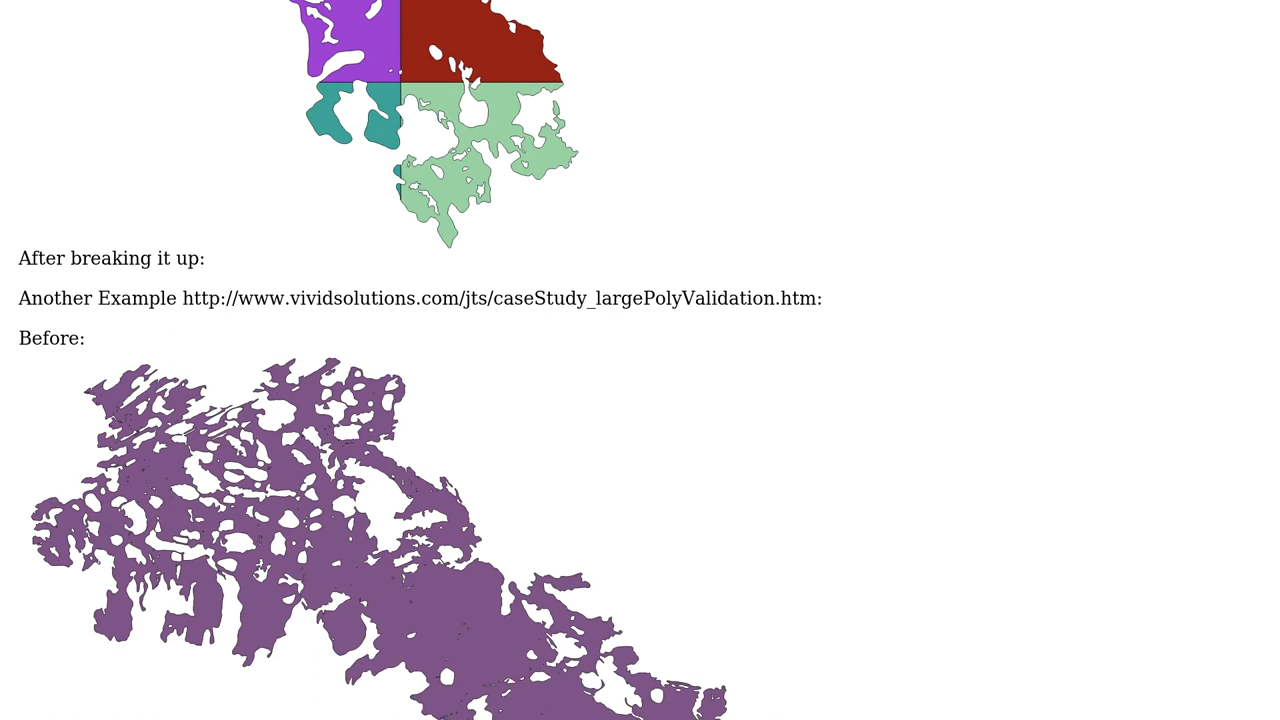 After breaking it up:
Another Example http://www.vividsolutions.com/jts/caseStudy_largePolyValidation.htm:
Before: